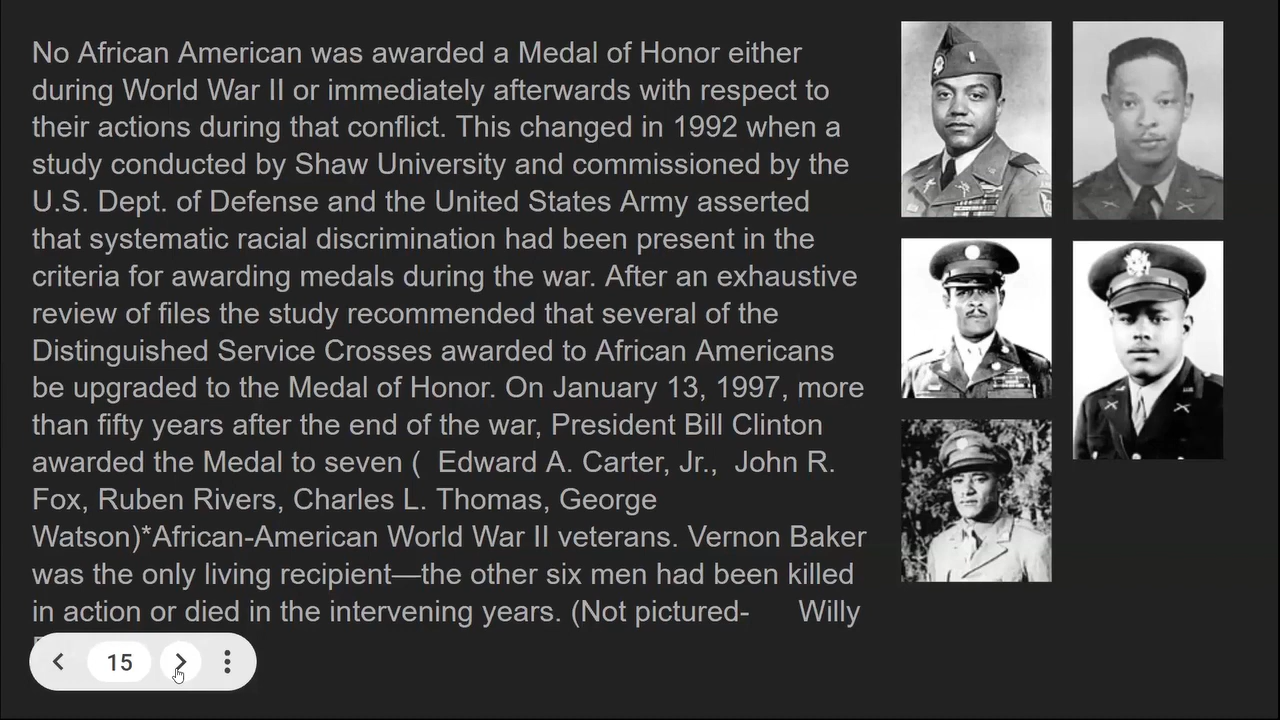 No African American was awarded a Medal of Honor either
during World War II or immediately afterwards with respect to
their actions during that conflict. This changed in 1992 when a
study conducted by Shaw University and commissioned by the
U.S. Dept. of Defense and the United States Army asserted
that systematic racial discrimination had been present in the
criteria for awarding medals during the war. After an exhaustive
review of files the study recommended that several of the
Distinguished Service Crosses awarded to African Americans
be upgraded to the Medal of Honor. On January 13, 1997, more
than fifty years after the end of the war, President Bill Clinton
awarded the Medal to seven ( Edward A. Carter, Jr., John R.
Fox, Ruben Rivers, Charles L. Thomas, George
Watson)*African-American World War II veterans. Vernon Baker
was the only living recipient—the other six men had been killed
in action or died in the intervening years. (Not pictured- Willy
15